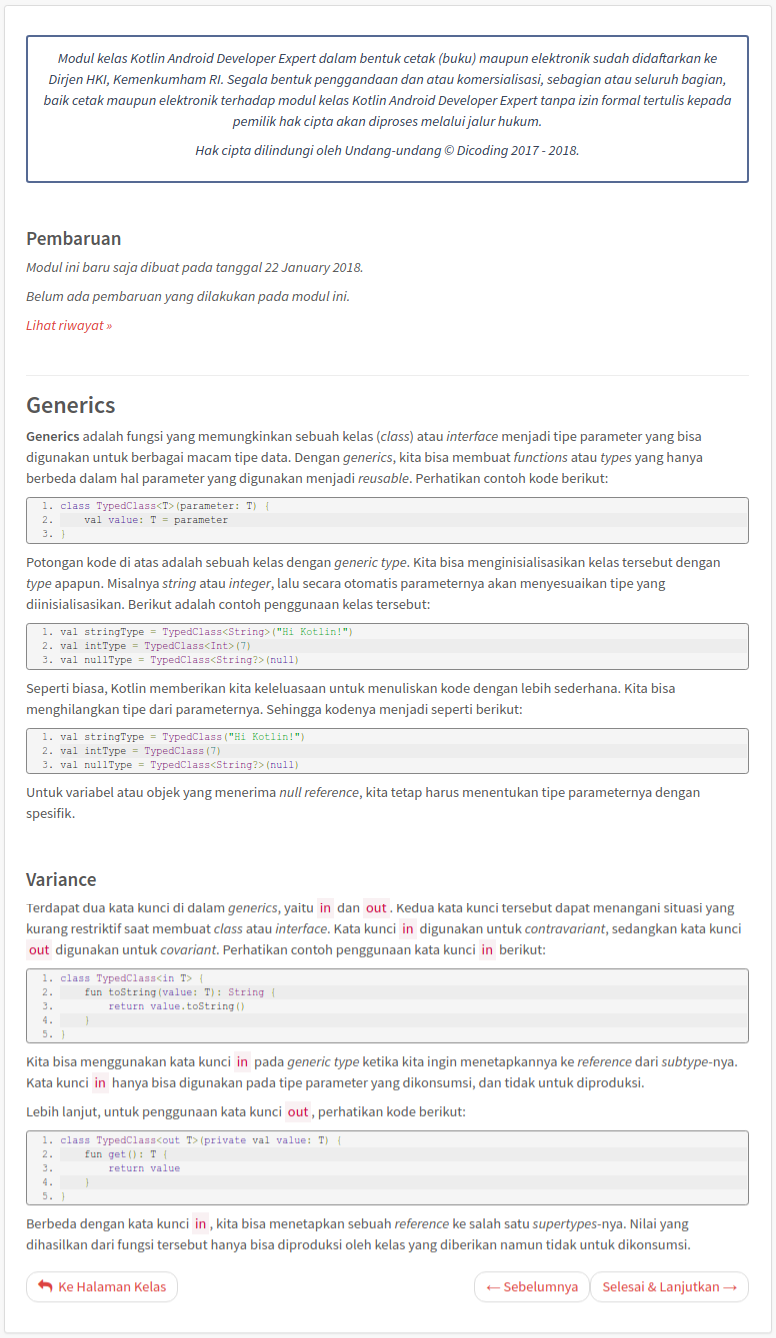 Modul kelas Kotlin Android Developer Expert dalam bentuk cetak (buku) maupun elektronik sudah didaftarkan ke
Dirjen HKI, Kemenkumham RI. Segala bentuk penggandaan dan atau komersialisasi, sebagian atau seluruh bagian,
baik cetak maupun elektronik terhadap modul kelas Kotlin Android Developer Expert tanpa izin formal tertulis kepada
pemilik hak cipta akan diproses melalui jalur hukum.
Hak cipta dilindungi oleh Undang-undang © Dicoding 2017 - 2018.
Pembaruan
Modul ini baru saja dibuat pada tanggal 22 January 2018.
Belum ada pembaruan yang dilakukan pada modul ini.
Lihat riwayat »
Generics
Generics adalah fungsi yang memungkinkan sebuah kelas (class) atau interface menjadi tipe parameter yang bisa
digunakan untuk berbagai macam tipe data. Dengan generics, kita bisa membuat functions atau types yang hanya
berbeda dalam hal parameter yang digunakan menjadi reusable. Perhatikan contoh kode berikut:
1. class TypedClass<T>(parameter: T) {
2.     val value: T = parameter
3. }
Potongan kode di atas adalah sebuah kelas dengan generic type. Kita bisa menginisialisasikan kelas tersebut dengan
type apapun. Misalnya string atau integer, lalu secara otomatis parameternya akan menyesuaikan tipe yang
diinisialisasikan. Berikut adalah contoh penggunaan kelas tersebut:
1. val stringType = TypedClass<String>("Hi Kotlin!")
2. val intType = TypedClass<Int>(7)
3. val nullType = TypedClass<String?>(null)
Seperti biasa, Kotlin memberikan kita keleluasaan untuk menuliskan kode dengan lebih sederhana. Kita bisa
menghilangkan tipe dari parameternya. Sehingga kodenya menjadi seperti berikut:
1. val stringType = TypedClass("Hi Kotlin!")
2. val intType = TypedClass(7)
3. val nullType = TypedClass<String?>(null)
Untuk variabel atau objek yang menerima null reference, kita tetap harus menentukan tipe parameternya dengan
spesifik.
Variance
Terdapat dua kata kunci di dalam generics, yaitu in dan out. Kedua kata kunci tersebut dapat menangani situasi yang
kurang restriktif saat membuat class atau interface. Kata kunci in digunakan untuk contravariant, sedangkan kata kunci
out digunakan untuk covariant. Perhatikan contoh penggunaan kata kunci in berikut:
1. class TypedClass<in T> {
2.     fun toString(value: T): String {
3.         return value.toString()
4.     }
5. }
Kita bisa menggunakan kata kunci in pada generic type ketika kita ingin menetapkannya ke reference dari subtype-nya.
Kata kunci in hanya bisa digunakan pada tipe parameter yang dikonsumsi, dan tidak untuk diproduksi.
Lebih lanjut, untuk penggunaan kata kunci out, perhatikan kode berikut:
1. class TypedClass<out T>(private val value: T) {
2.     fun get(): T {
3.         return value
4.     }
5. }
Berbeda dengan kata kunci in, kita bisa menetapkan sebuah reference ke salah satu supertypes-nya. Nilai yang
dihasilkan dari fungsi tersebut hanya bisa diproduksi oleh kelas yang diberikan namun tidak untuk dikonsumsi.
Ke Halaman Kelas
← Sebelumnya
Selesai & Lanjutkan →